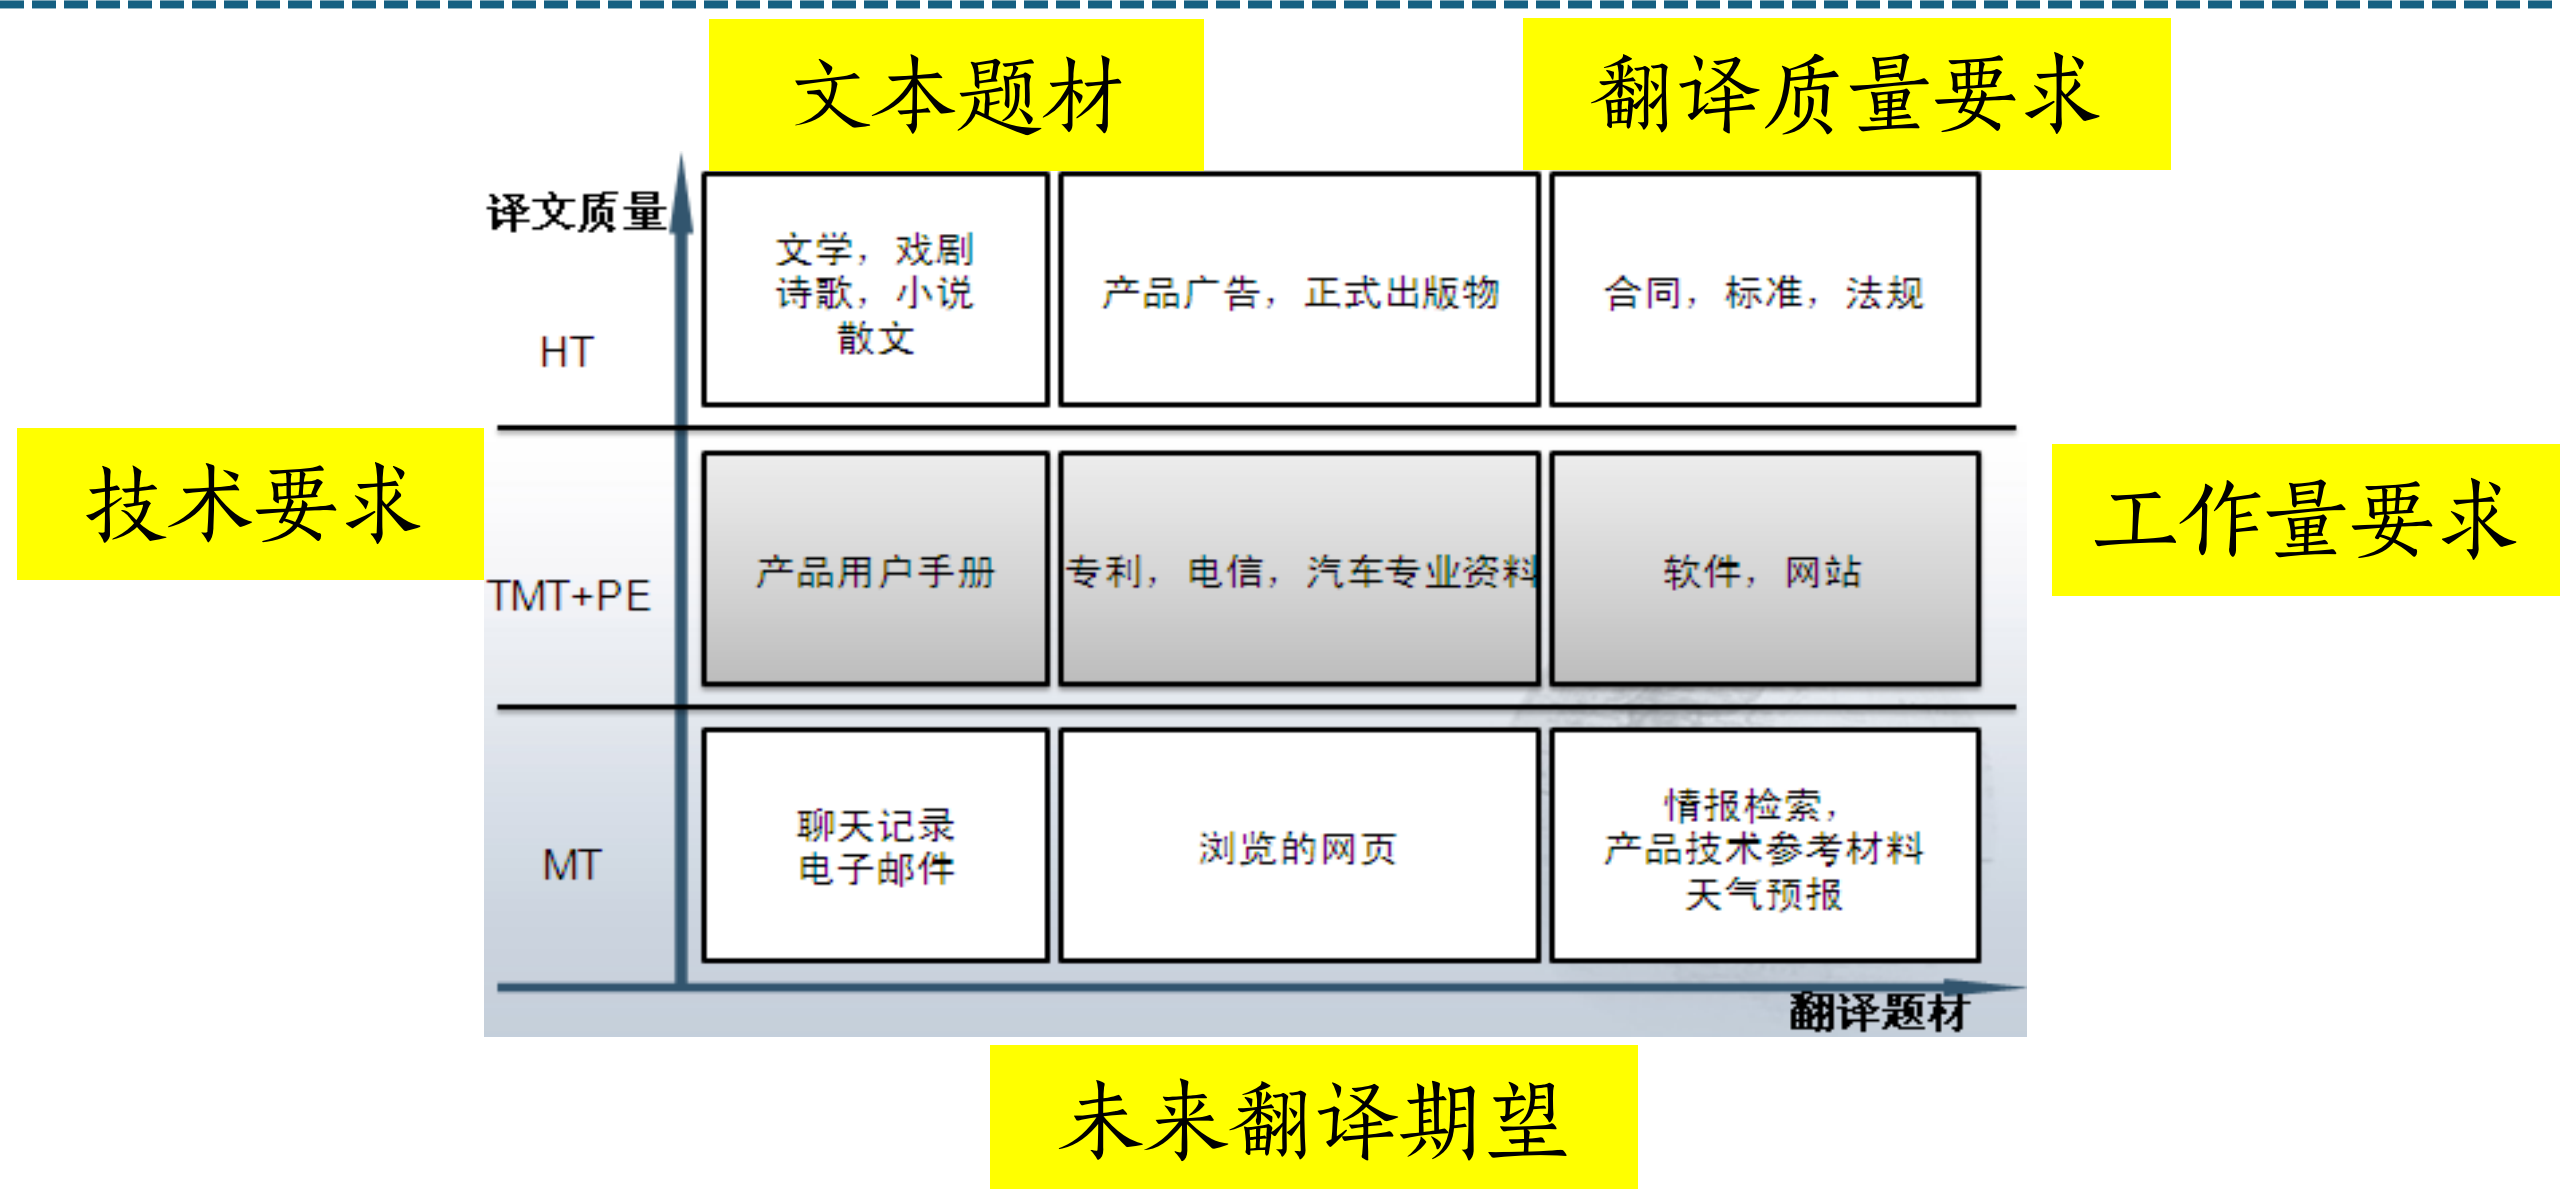 文本题材
翻译质量要求
译文质量
文学，戏剧
诗歌，小说
散文
产品广告，正式出版物
合同，标准，法规
HT
技术要求
工作量要求
产品用户手册
专利，电信，汽车专业资料
软件，网站
TMT+PE
聊天记录
电子邮件
浏览的网页
情报检索，
产品技术参考材料
天气预报
MT
翻译题材
未来翻译期望